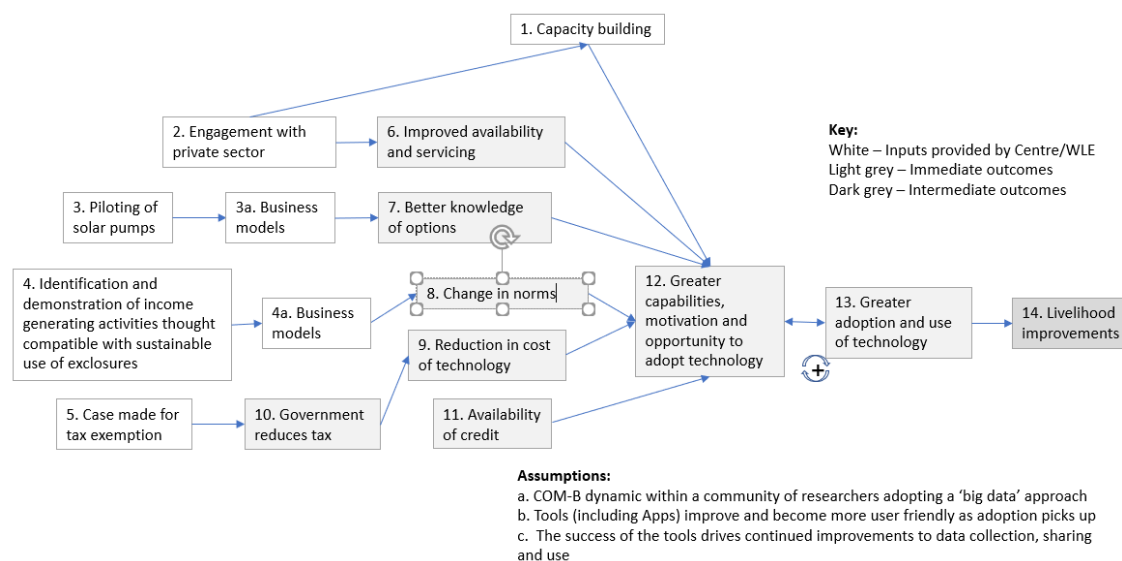 1. Capacity building
2. Engagement with
private sector
6. Improved availability
and servicing
Key:
White – Inputs provided by Centre/WLE
Light grey – Immediate outcomes
Dark grey – Intermediate outcomes
3. Piloting of
solar pumps
3a. Business
models
7. Better knowledge
of options
4. Identification and
demonstration of income
generating activities thought
compatible with sustainable
use of exclosures
4a. Business
models
8. Change in norms
9. Reduction in cost
of technology
12. Greater
capabilities,
motivation and
opportunity to
adopt technology
13. Greater
adoption and use
of technology
14. Livelihood
improvements
5. Case made for
tax exemption
10. Government
reduces tax
11. Availability
of credit
Assumptions:
a. COM-B dynamic within a community of researchers adopting a ‘big data’ approach
b. Tools (including Apps) improve and become more user friendly as adoption picks up
c.  The success of the tools drives continued improvements to data collection, sharing
and use